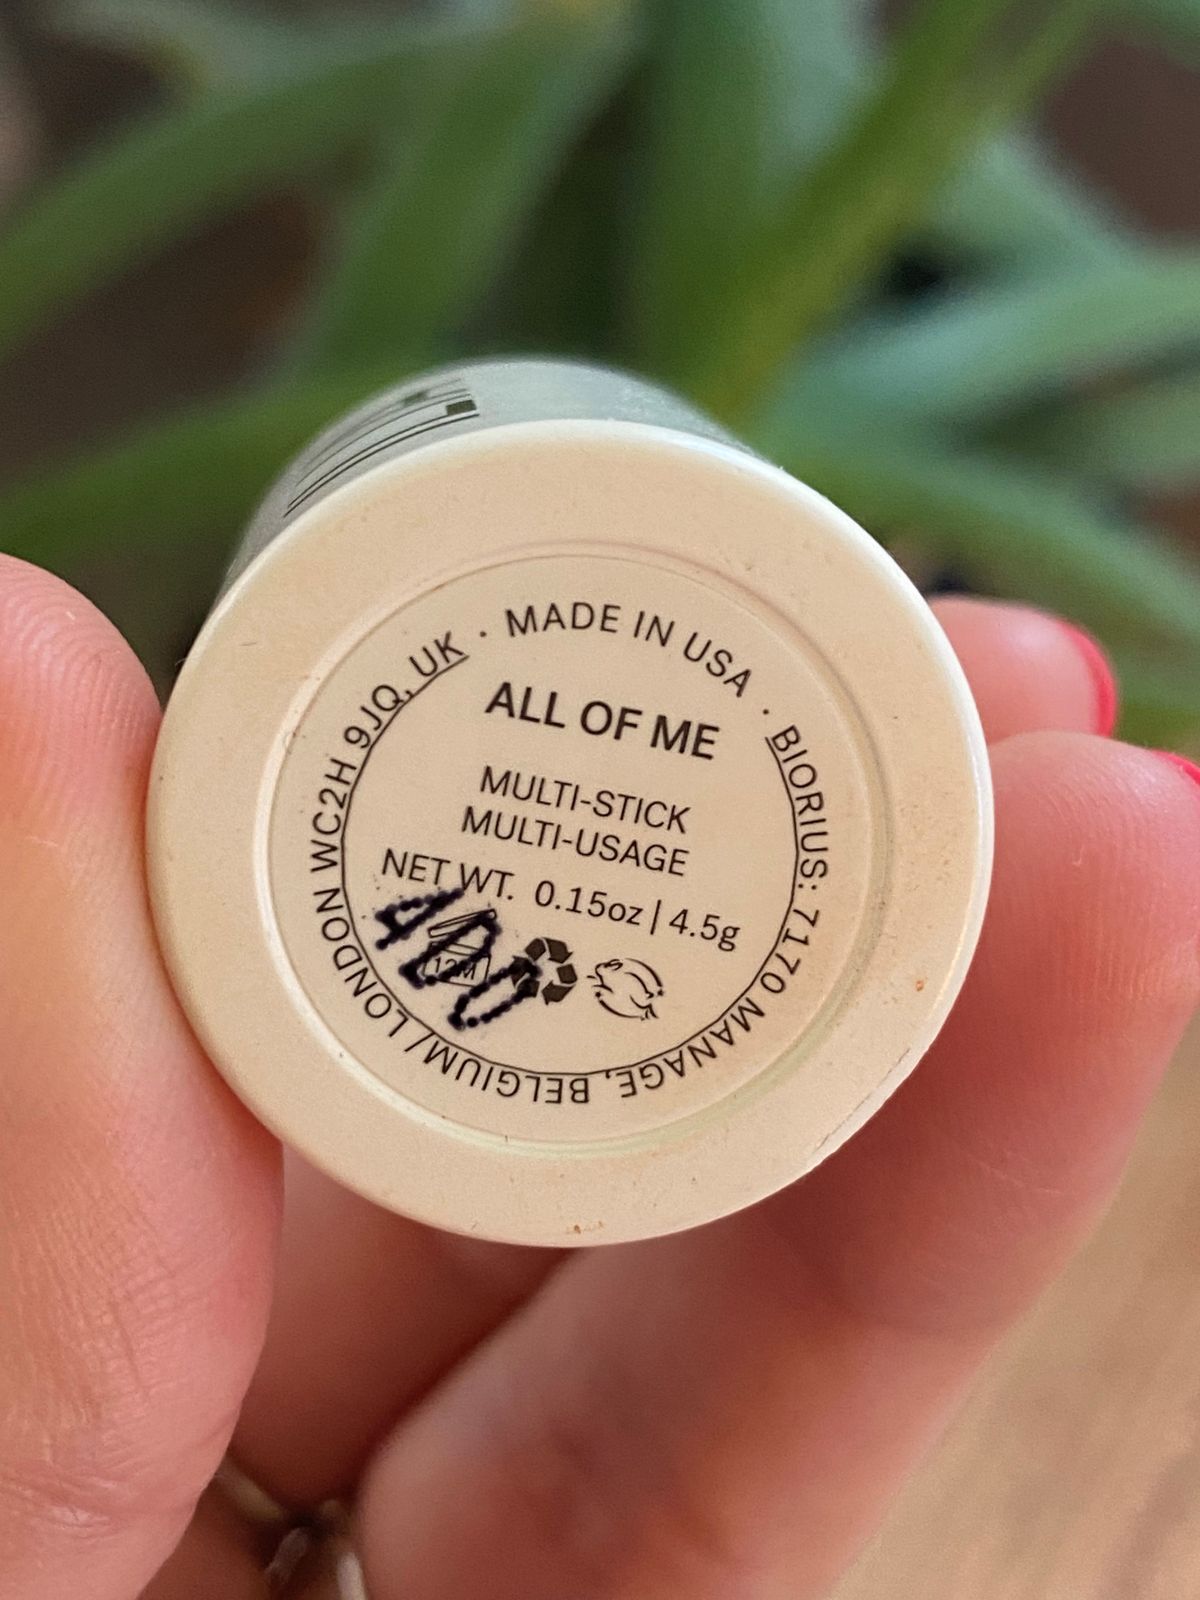 ALL OF ME
MULTI-STICK
MULTI-USAGE
NET WT. 0.15oz | 4.5g
12M
· MADE IN USA · BIORIUS: 7170 MANAGE, BELGIUM/ LONDON WC2H 9JQ, UK